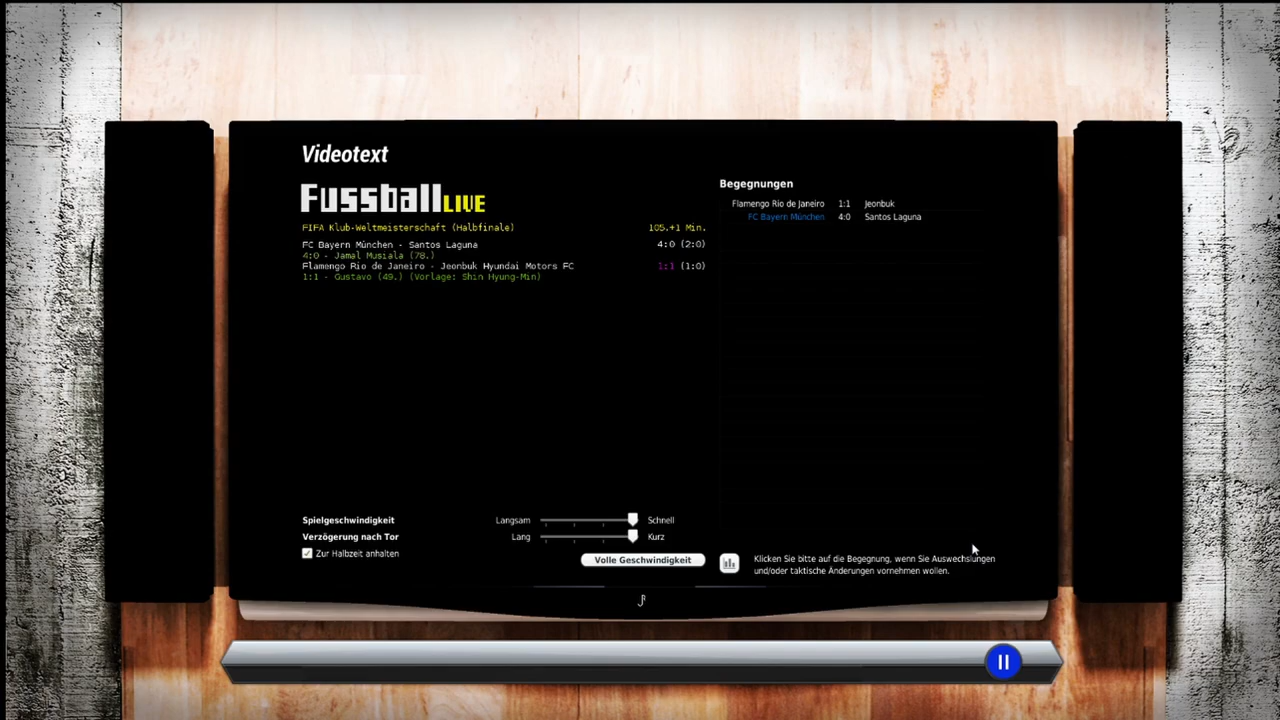 Videotext
Fussball LIVE
FIFA Klub-Weltmeisterschaft (Halbfinale) 105.+1 Min.
FC Bayern München - Santos Laguna 4:0 (2:0)
4:0 - Jamal Musiala (78.)
Flamengo Rio de Janeiro - Jeonbuk Hyundai Motors FC 1:1 (1:0)
1:1 - Gustavo (49.) (Vorlage: Shin Hyung-Min)
Begegnungen
Flamengo Rio de Janeiro 1:1 Jeonbuk
FC Bayern München 4:0 Santos Laguna
Spielgeschwindigkeit Langsam Schnell
Verzögerung nach Tor Lang Kurz
Zur Halbzeit anhalten
Volle Geschwindigkeit
Klicken Sie bitte auf die Begegnung, wenn Sie Auswechslungen
und/oder taktische Änderungen vornehmen wollen.